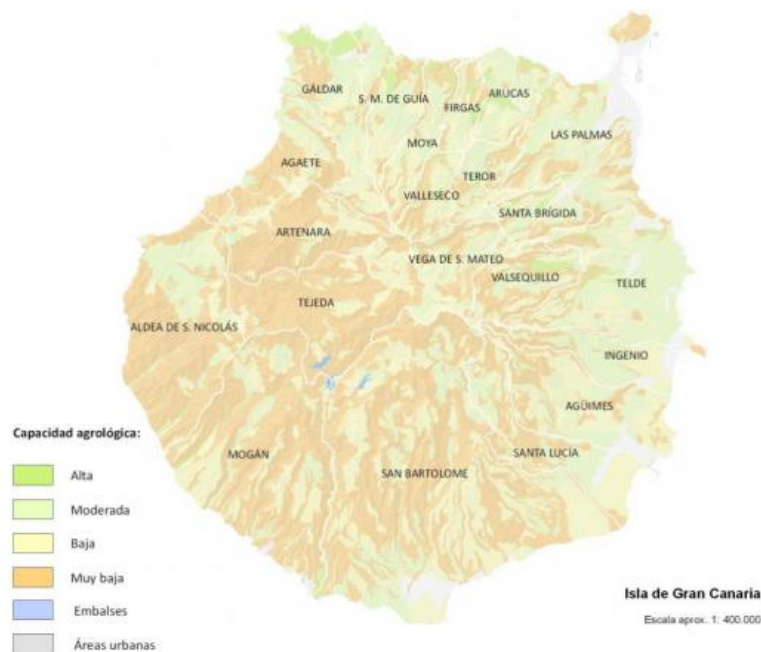 GÁLDAR
S. M. DE GUÍA
ARUCAS
FIRGAS
LAS PALMAS
MOYA
AGAETE
TEROR
VALLESECO
SANTA BRÍGIDA
ARTENARA
VEGA DE S. MATEO
VALSEQUILLO
TELDE
TEJEDA
ALDEA DE S. NICOLÁS
INGENIO
AGÜIMES
MOGÁN
SANTA LUCÍA
SAN BARTOLOMÉ
Capacidad agrológica:
Alta
Moderada
Baja
Muy baja
Embalses
Áreas urbanas
Isla de Gran Canaria
Escala aprox. 1: 400.000